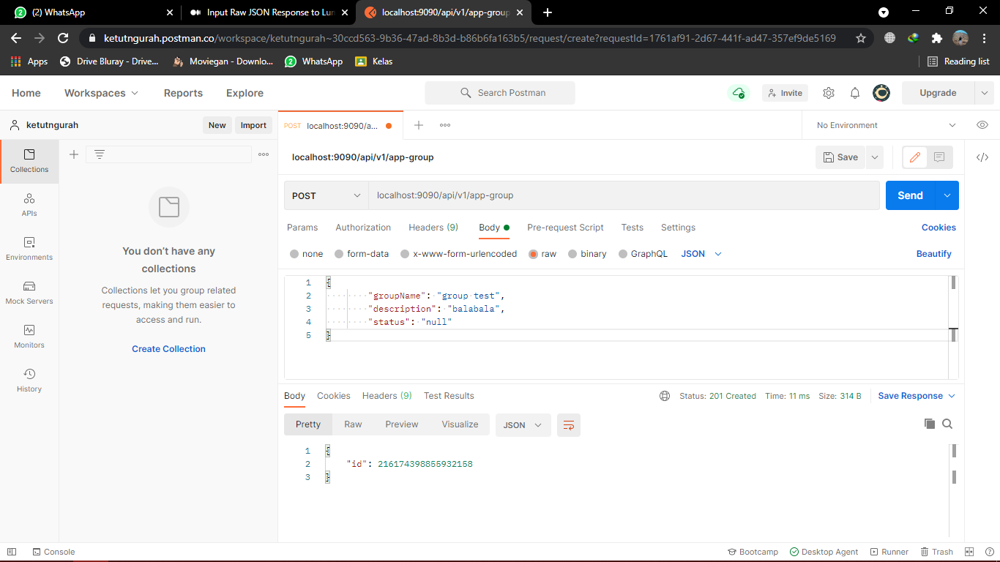 2 (2) WhatsApp Input Raw JSON Response to Lun localhost:9090/api/v1/app-group
ketutngurah.postman.co/workspace/ketutngurah~30ccd563-9b36-47ad-8b3d-b86b6fa163b5/request/create?requestId=1761af91-2d67-441f-ad47-357ef9de5169
Apps Drive Bluray - Drive... Moviegan - Downlo... 2 WhatsApp Kelas Reading list
Home Workspaces Reports Explore Search Postman Invite Upgrade
ketutngurah New Import POST localhost:9090/a... No Environment
Collections
APIs
Environments
Mock Servers
Monitors
History
You don't have any
collections
Collections let you group related
requests, making them easier to
access and run.
Create Collection
localhost:9090/api/v1/app-group Save </>
POST localhost:9090/api/v1/app-group Send
Params Authorization Headers (9) Body Pre-request Script Tests Settings Cookies
none form-data x-www-form-urlencoded raw binary GraphQL JSON Beautify
1 {
2 "groupName": "group test",
3 "description": "balabala",
4 "status": "null"
5 }
Body Cookies Headers (9) Test Results Status: 201 Created Time: 11 ms Size: 314 B Save Response
Pretty Raw Preview Visualize JSON
1 {
2 "id": 216174398855932158
3 }
Console Bootcamp Desktop Agent Runner Trash